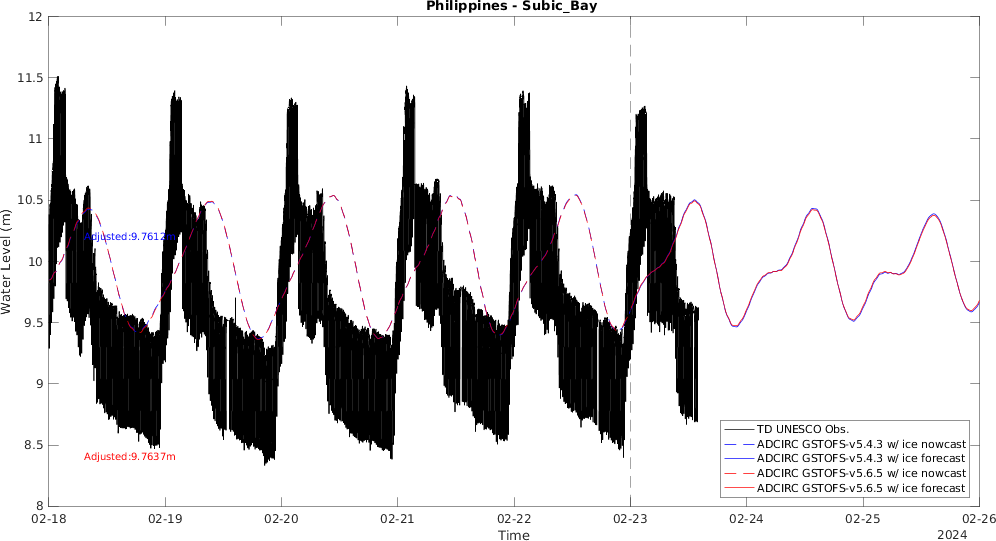 Philippines - Subic_Bay
12
11.5
11
10.5
10
9.5
9
8.5
8
Water Level (m)
Adjusted:9.7612m
Adjusted:9.7637m
TD UNESCO Obs.
ADCIRC GSTOFS-v5.4.3 w/ ice nowcast
ADCIRC GSTOFS-v5.4.3 w/ ice forecast
ADCIRC GSTOFS-v5.6.5 w/ ice nowcast
ADCIRC GSTOFS-v5.6.5 w/ ice forecast
02-18 02-19 02-20 02-21 02-22 02-23 02-24 02-25 02-26
Time
2024